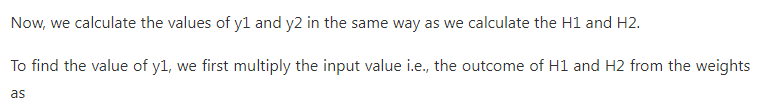 Now, we calculate the values of y1 and y2 in the same way as we calculate the H1 and H2.
To find the value of y1, we first multiply the input value i.e., the outcome of H1 and H2 from the weights
as